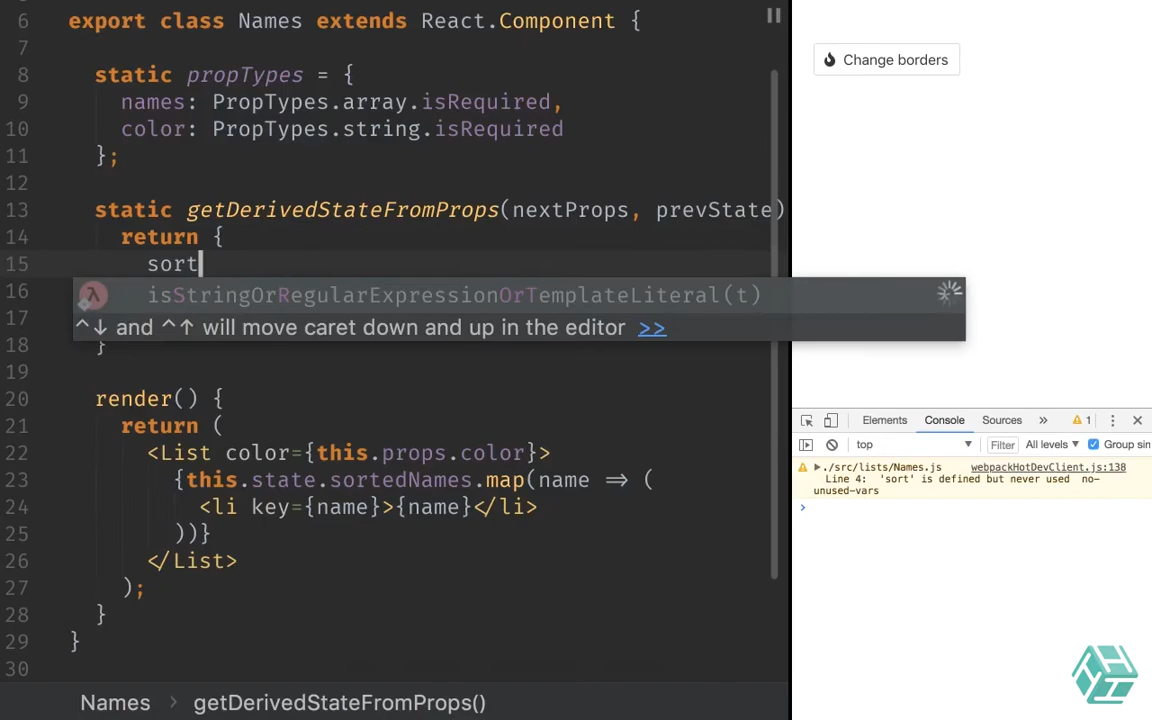 6 export class Names extends React.Component {
7
8 static propTypes = {
9 names: PropTypes.array.isRequired,
10 color: PropTypes.string.isRequired
11 };
12
13 static getDerivedStateFromProps(nextProps, prevState)
14 return {
15 sort
isStringOrRegularExpressionOrTemplateLiteral(t)
^↓ and ^↑ will move caret down and up in the editor >>
16
17
18 }
19
20 render() {
21 return (
22 <List color={this.props.color}>
23 {this.state.sortedNames.map(name => (
24 <li key={name}>{name}</li>
25 ))}
26 </List>
27 );
28 }
29 }
30
Names > getDerivedStateFromProps()
Change borders
Elements Console Sources » 1
top Filter All levels Group sin
./src/lists/Names.js webpackHotDevClient.js:138
Line 4: 'sort' is defined but never used no-
unused-vars